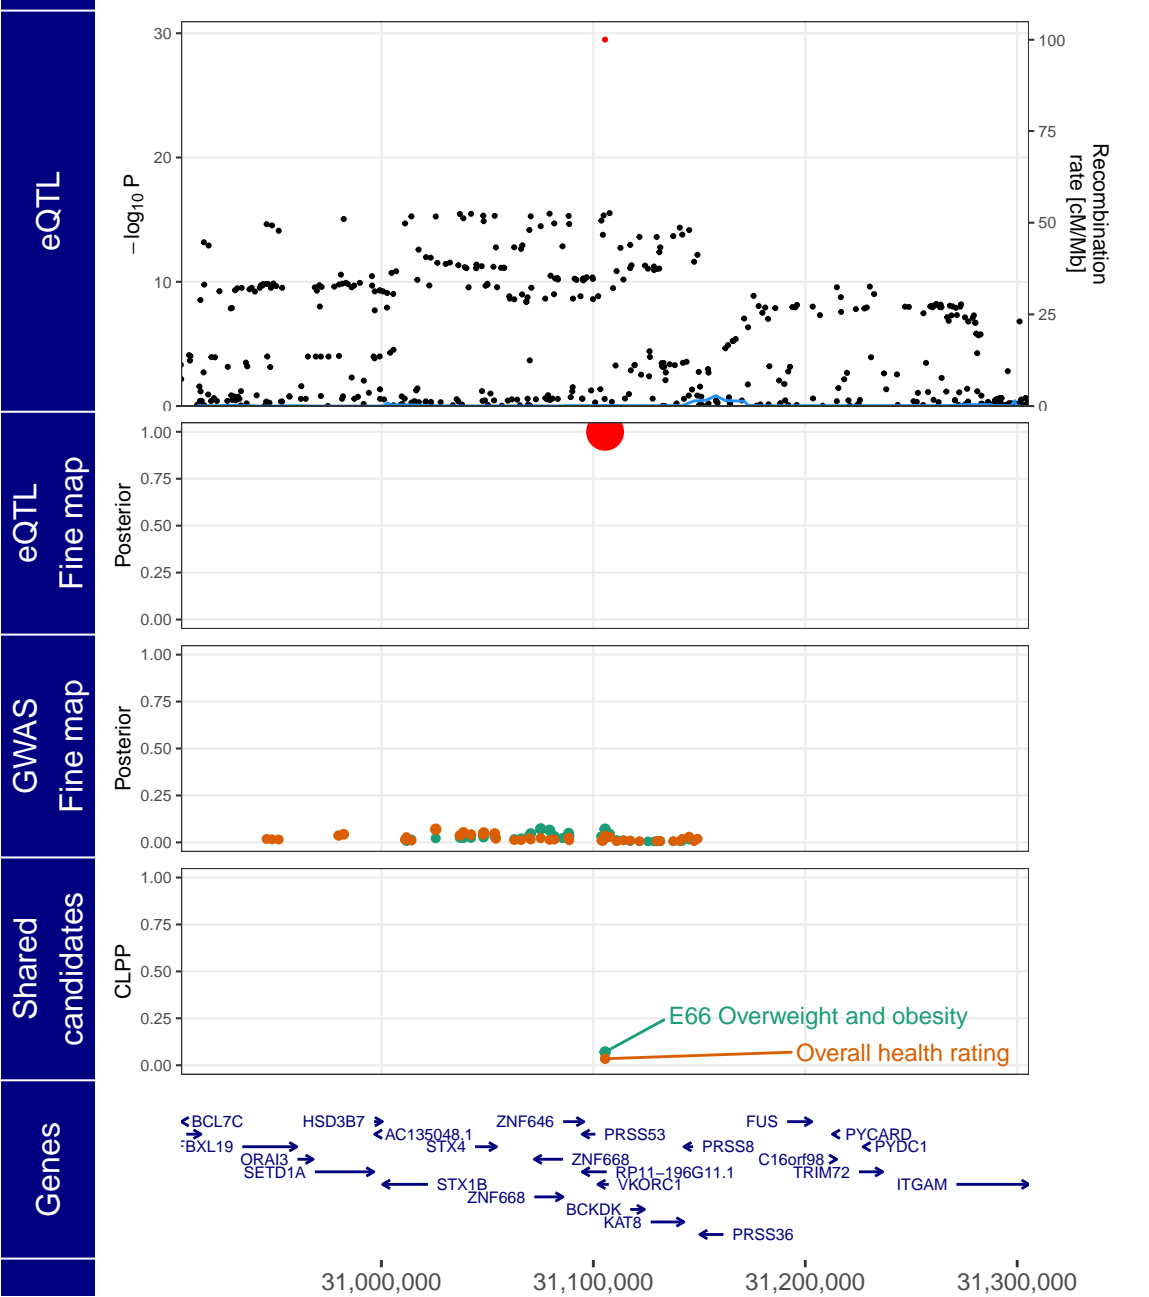 eQTL
−log10 P
30
20
10
0
100
75
50
25
0
Recombination
rate [cM/Mb]
eQTL
Fine map
Posterior
1.00
0.75
0.50
0.25
0.00
GWAS
Fine map
Posterior
1.00
0.75
0.50
0.25
0.00
Shared
candidates
CLPP
1.00
0.75
0.50
0.25
0.00
E66 Overweight and obesity
Overall health rating
Genes
BCL7C HSD3B7 ZNF646 FUS
AC135048.1 PRSS53 PYCARD
FBXL19 STX4 PRSS8 PYDC1
ORAI3 ZNF668 C16orf98
SETD1A RP11−196G11.1 TRIM72
STX1B VKORC1 ITGAM
ZNF668
BCKDK
KAT8
PRSS36
31,000,000 31,100,000 31,200,000 31,300,000